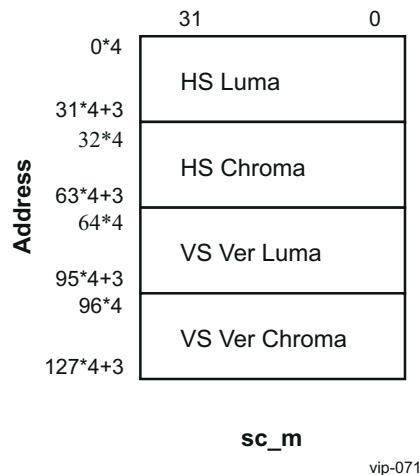 31 0
0*4
HS Luma
31*4+3
32*4
HS Chroma
63*4+3
64*4
Address
VS Ver Luma
95*4+3
96*4
VS Ver Chroma
127*4+3
sc_m
vip-071